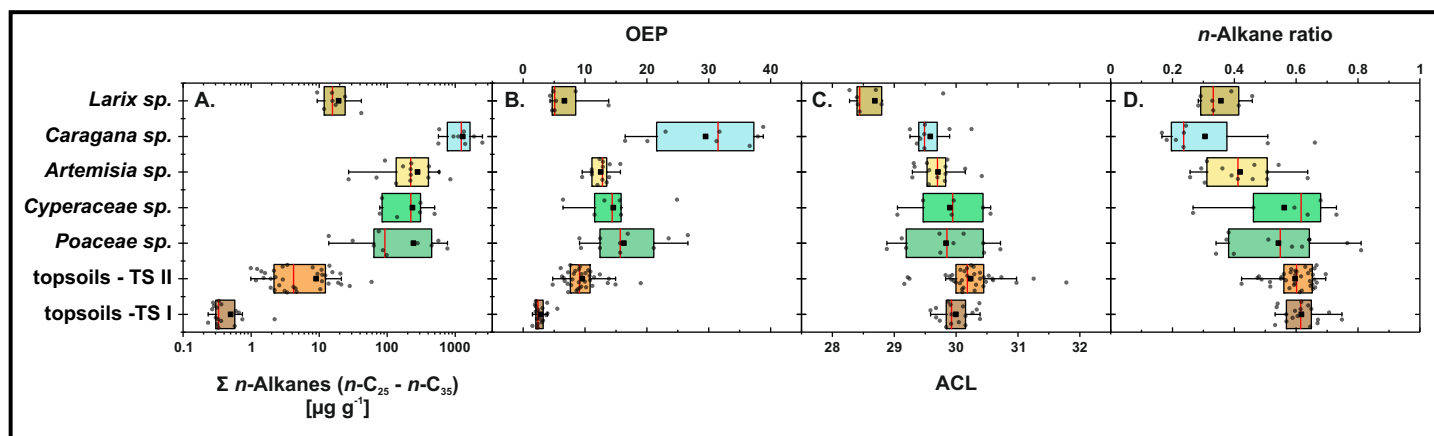 OEP
n-Alkane ratio
0 10 20 30 40
0 0.2 0.4 0.6 0.8 1
A.
B.
C.
D.
Larix sp.
Caragana sp.
Artemisia sp.
Cyperaceae sp.
Poaceae sp.
topsoils - TS II
topsoils -TS I
0.1 1 10 100 1000
28 29 30 31 32
Σ n-Alkanes (n-C₂₅ - n-C₃₅)
[µg g⁻¹]
ACL